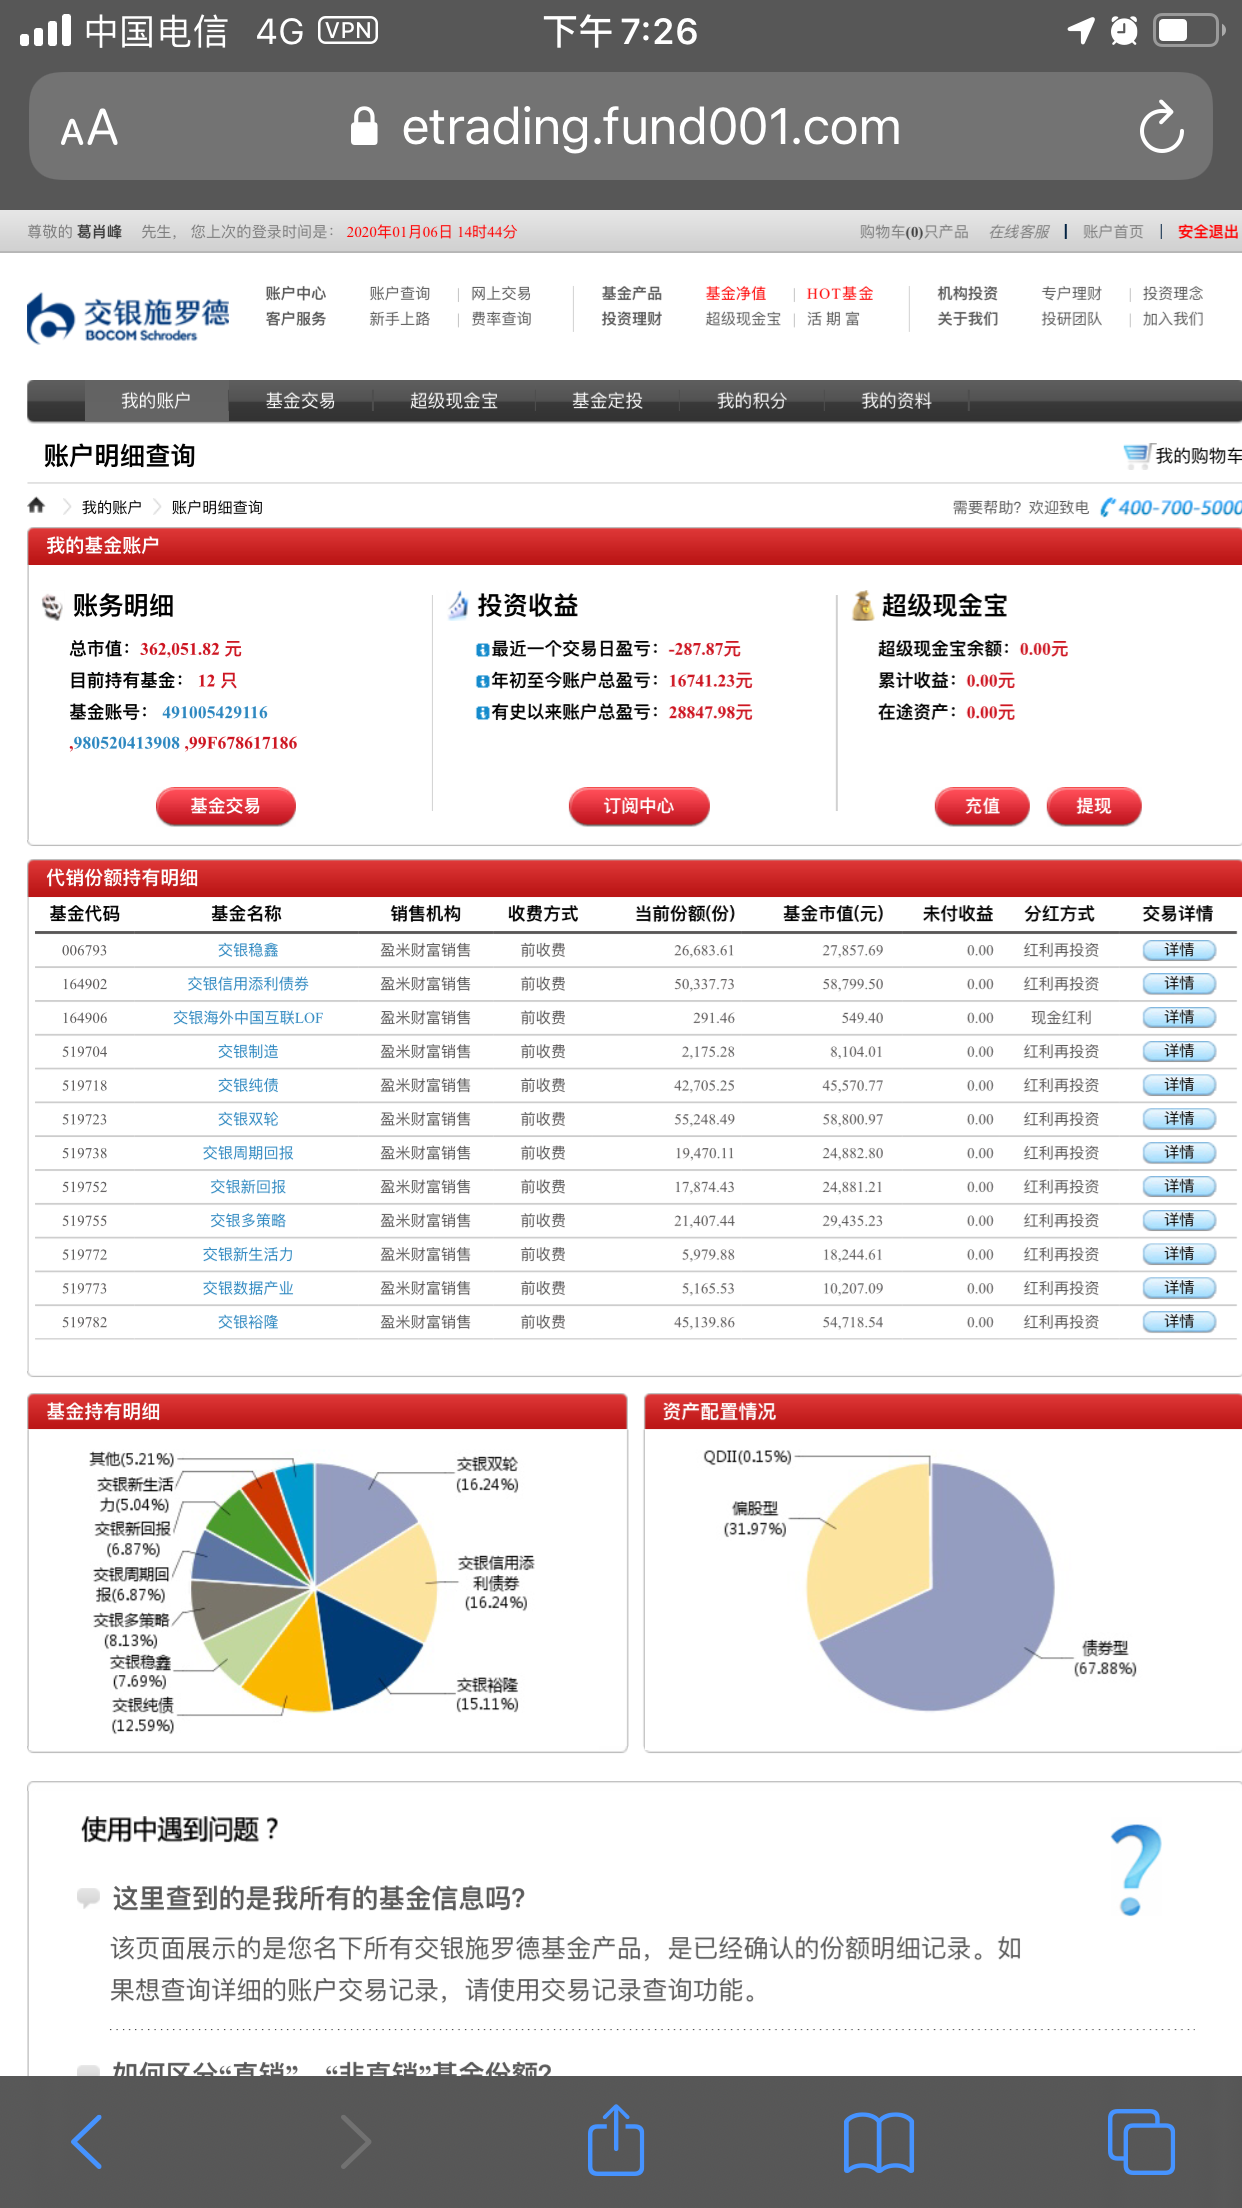 中国电信 4G VPN 下午 7:26
AA etrading.fund001.com
尊敬的 葛肖峰 先生， 您上次的登录时间是： 2020年01月06日 14时44分 购物车(0)只产品 在线客服 | 账户首页 | 安全退出
交银施罗德
BOCOM Schroders
账户中心 账户查询 | 网上交易 基金产品 基金净值 | HOT基金 机构投资 专户理财 | 投资理念
客户服务 新手上路 | 费率查询 投资理财 超级现金宝 | 活 期 富 关于我们 投研团队 | 加入我们
我的账户 基金交易 超级现金宝 基金定投 我的积分 我的资料
账户明细查询 我的购物车
我的账户 账户明细查询 需要帮助？欢迎致电 400-700-5000
我的基金账户
账务明细 投资收益 超级现金宝
总市值：362,051.82 元 最近一个交易日盈亏：-287.87元 超级现金宝余额：0.00元
目前持有基金： 12 只 年初至今账户总盈亏：16741.23元 累计收益：0.00元
基金账号： 491005429116 有史以来账户总盈亏：28847.98元 在途资产：0.00元
,980520413908 ,99F678617186
基金交易 订阅中心 充值 提现
代销份额持有明细
基金代码 基金名称 销售机构 收费方式 当前份额(份) 基金市值(元) 未付收益 分红方式 交易详情
006793 交银稳鑫 盈米财富销售 前收费 26,683.61 27,857.69 0.00 红利再投资 详情
164902 交银信用添利债券 盈米财富销售 前收费 50,337.73 58,799.50 0.00 红利再投资 详情
164906 交银海外中国互联LOF 盈米财富销售 前收费 291.46 549.40 0.00 现金红利 详情
519704 交银制造 盈米财富销售 前收费 2,175.28 8,104.01 0.00 红利再投资 详情
519718 交银纯债 盈米财富销售 前收费 42,705.25 45,570.77 0.00 红利再投资 详情
519723 交银双轮 盈米财富销售 前收费 55,248.49 58,800.97 0.00 红利再投资 详情
519738 交银周期回报 盈米财富销售 前收费 19,470.11 24,882.80 0.00 红利再投资 详情
519752 交银新回报 盈米财富销售 前收费 17,874.43 24,881.21 0.00 红利再投资 详情
519755 交银多策略 盈米财富销售 前收费 21,407.44 29,435.23 0.00 红利再投资 详情
519772 交银新生活力 盈米财富销售 前收费 5,979.88 18,244.61 0.00 红利再投资 详情
519773 交银数据产业 盈米财富销售 前收费 5,165.53 10,207.09 0.00 红利再投资 详情
519782 交银裕隆 盈米财富销售 前收费 45,139.86 54,718.54 0.00 红利再投资 详情
基金持有明细
其他(5.21%)
交银新生活
力(5.04%)
交银新回报
(6.87%)
交银周期回
报(6.87%)
交银多策略
(8.13%)
交银稳鑫
(7.69%)
交银纯债
(12.59%)
交银双轮
(16.24%)
交银信用添
利债券
(16.24%)
交银裕隆
(15.11%)
资产配置情况
QDII(0.15%)
偏股型
(31.97%)
债券型
(67.88%)
使用中遇到问题？
这里查到的是我所有的基金信息吗?
该页面展示的是您名下所有交银施罗德基金产品，是已经确认的份额明细记录。如
果想查询详细的账户交易记录，请使用交易记录查询功能。
如何区分“直销”、“非直销”基金份额?